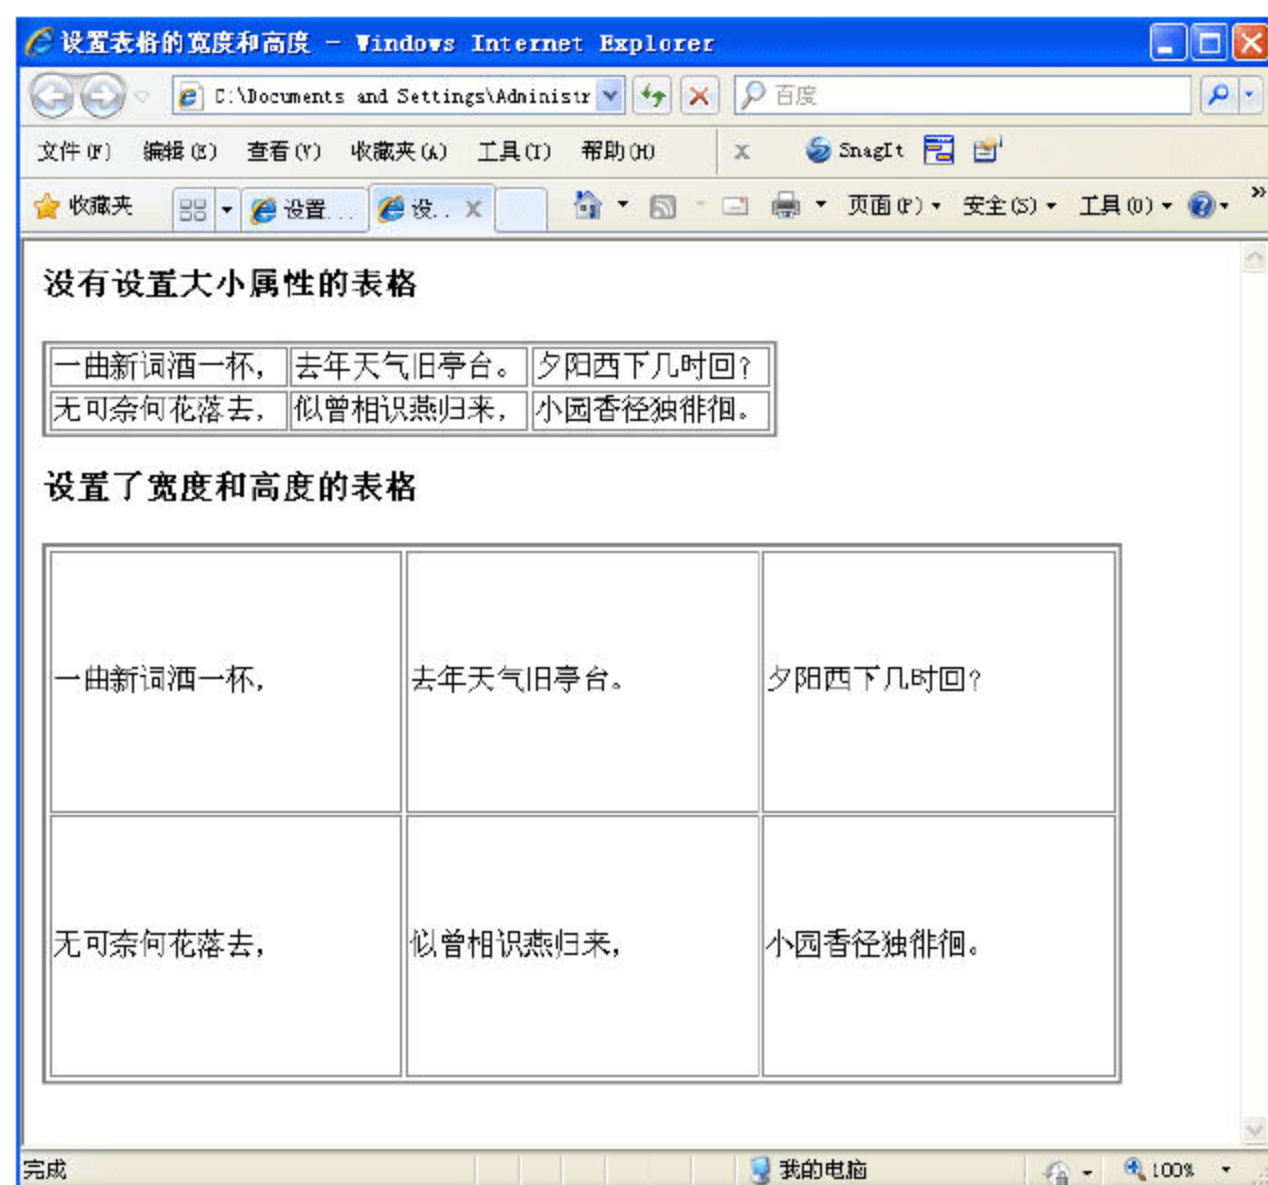 设置表格的宽度和高度 - Windows Internet Explorer
C:\Documents and Settings\Administr 百度
文件(F) 编辑(E) 查看(V) 收藏夹(A) 工具(T) 帮助(H) x SnagIt
收藏夹 设置... 设.. x 页面(P) 安全(S) 工具(O) »
没有设置大小属性的表格
一曲新词酒一杯， 去年天气旧亭台。 夕阳西下几时回？
无可奈何花落去， 似曾相识燕归来， 小园香径独徘徊。
设置了宽度和高度的表格
一曲新词酒一杯， 去年天气旧亭台。 夕阳西下几时回？
无可奈何花落去， 似曾相识燕归来， 小园香径独徘徊。
完成 我的电脑 100%